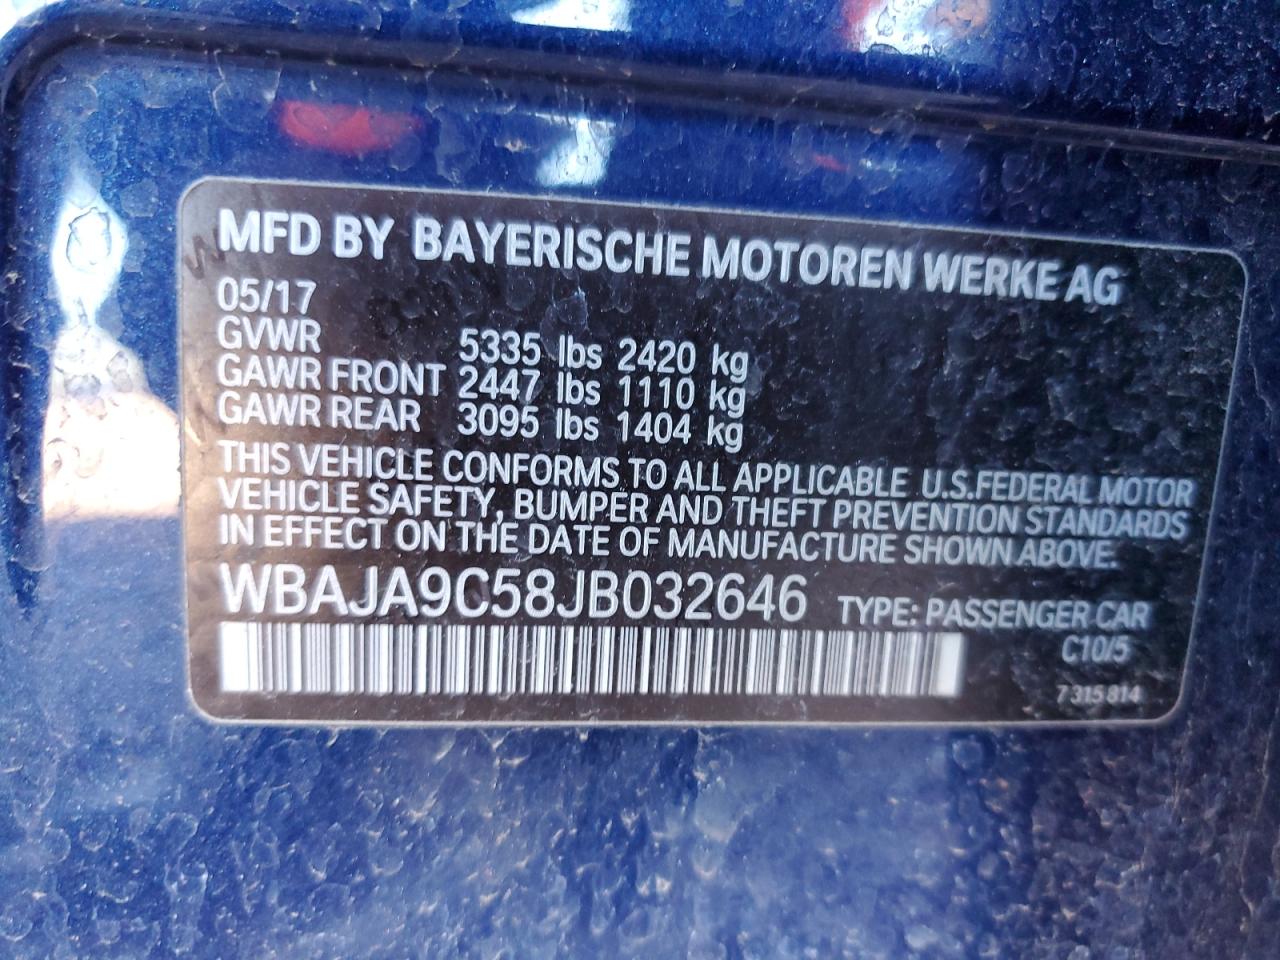 MFD BY BAYERISCHE MOTOREN WERKE AG
05/17
GVWR 5335 lbs 2420 kg
GAWR FRONT 2447 lbs 1110 kg
GAWR REAR 3095 lbs 1404 kg
THIS VEHICLE CONFORMS TO ALL APPLICABLE U.S.FEDERAL MOTOR
VEHICLE SAFETY, BUMPER AND THEFT PREVENTION STANDARDS
IN EFFECT ON THE DATE OF MANUFACTURE SHOWN ABOVE.
WBAJA9C58JB032646 TYPE: PASSENGER CAR
C10/5
7 315 814